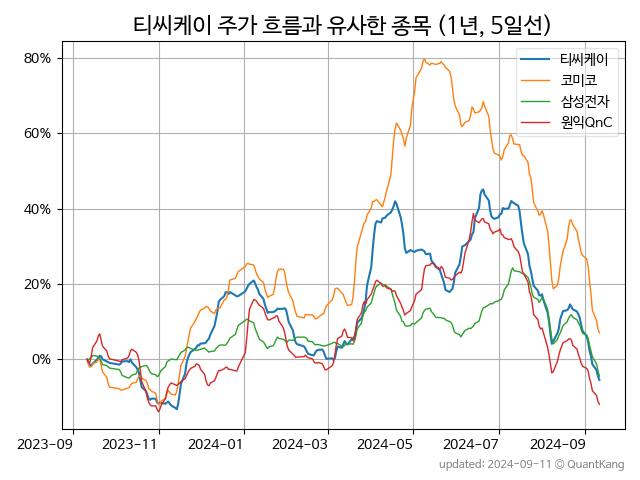 티씨케이 주가 흐름과 유사한 종목 (1년, 5일선)
티씨케이
코미코
삼성전자
원익QnC
80%
60%
40%
20%
0%
2023-09 2023-11 2024-01 2024-03 2024-05 2024-07 2024-09
updated: 2024-09-11 © QuantKang